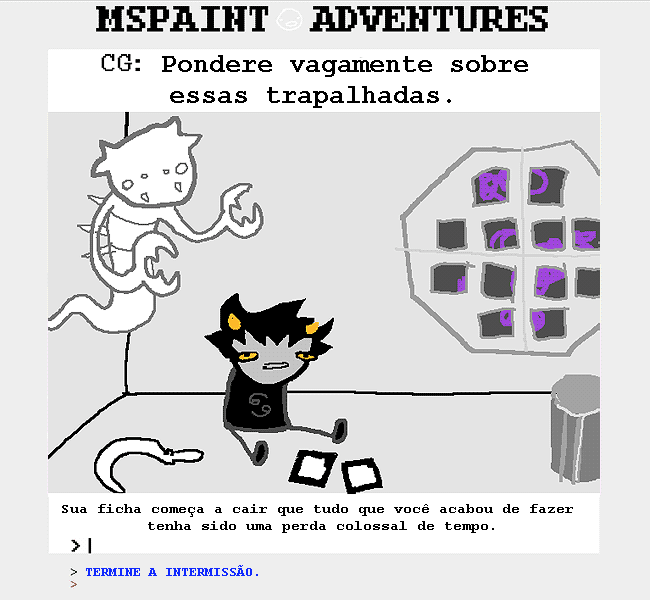 MSPAINT ADVENTURES
CG: Pondere vagamente sobre
essas trapalhadas.
Sua ficha começa a cair que tudo que você acabou de fazer
tenha sido uma perda colossal de tempo.
>|
> TERMINE A INTERMISSÃO.
>